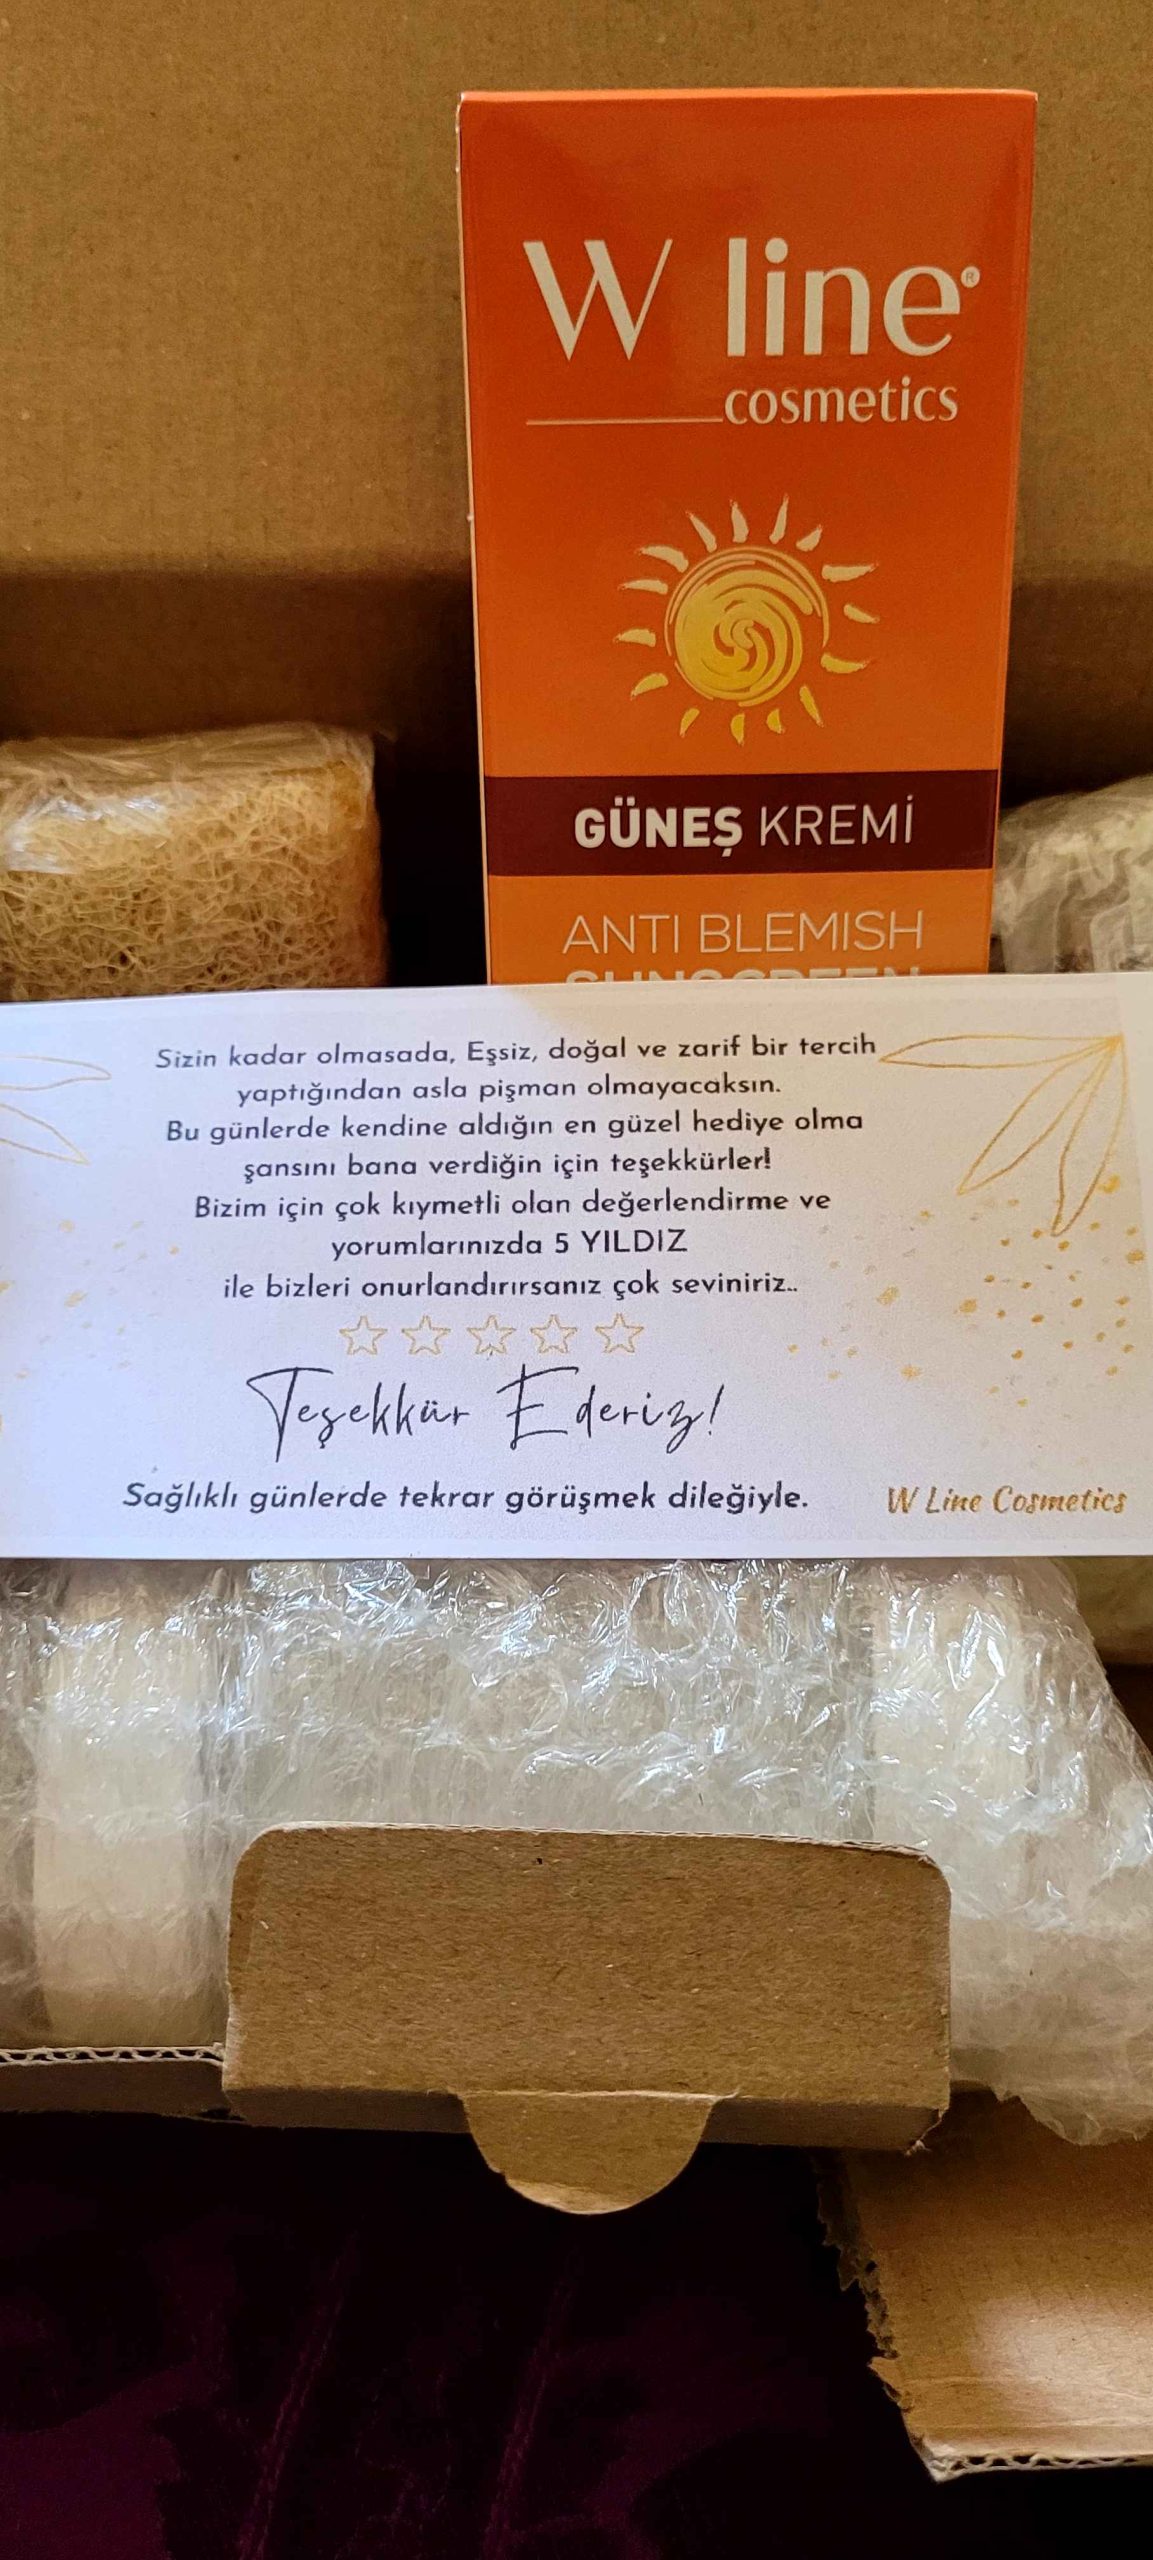 W line®
cosmetics
GÜNEŞ KREMİ
ANTI BLEMISH
SUNSCREEN
Sizin kadar olmasada, Eşsiz, doğal ve zarif bir tercih
yaptığından asla pişman olmayacaksın.
Bu günlerde kendine aldığın en güzel hediye olma
şansını bana verdiğin için teşekkürler!
Bizim için çok kıymetli olan değerlendirme ve
yorumlarınızda 5 YILDIZ
ile bizleri onurlandırırsanız çok seviniriz..
Teşekkür Ederiz!
Sağlıklı günlerde tekrar görüşmek dileğiyle.
W Line Cosmetics